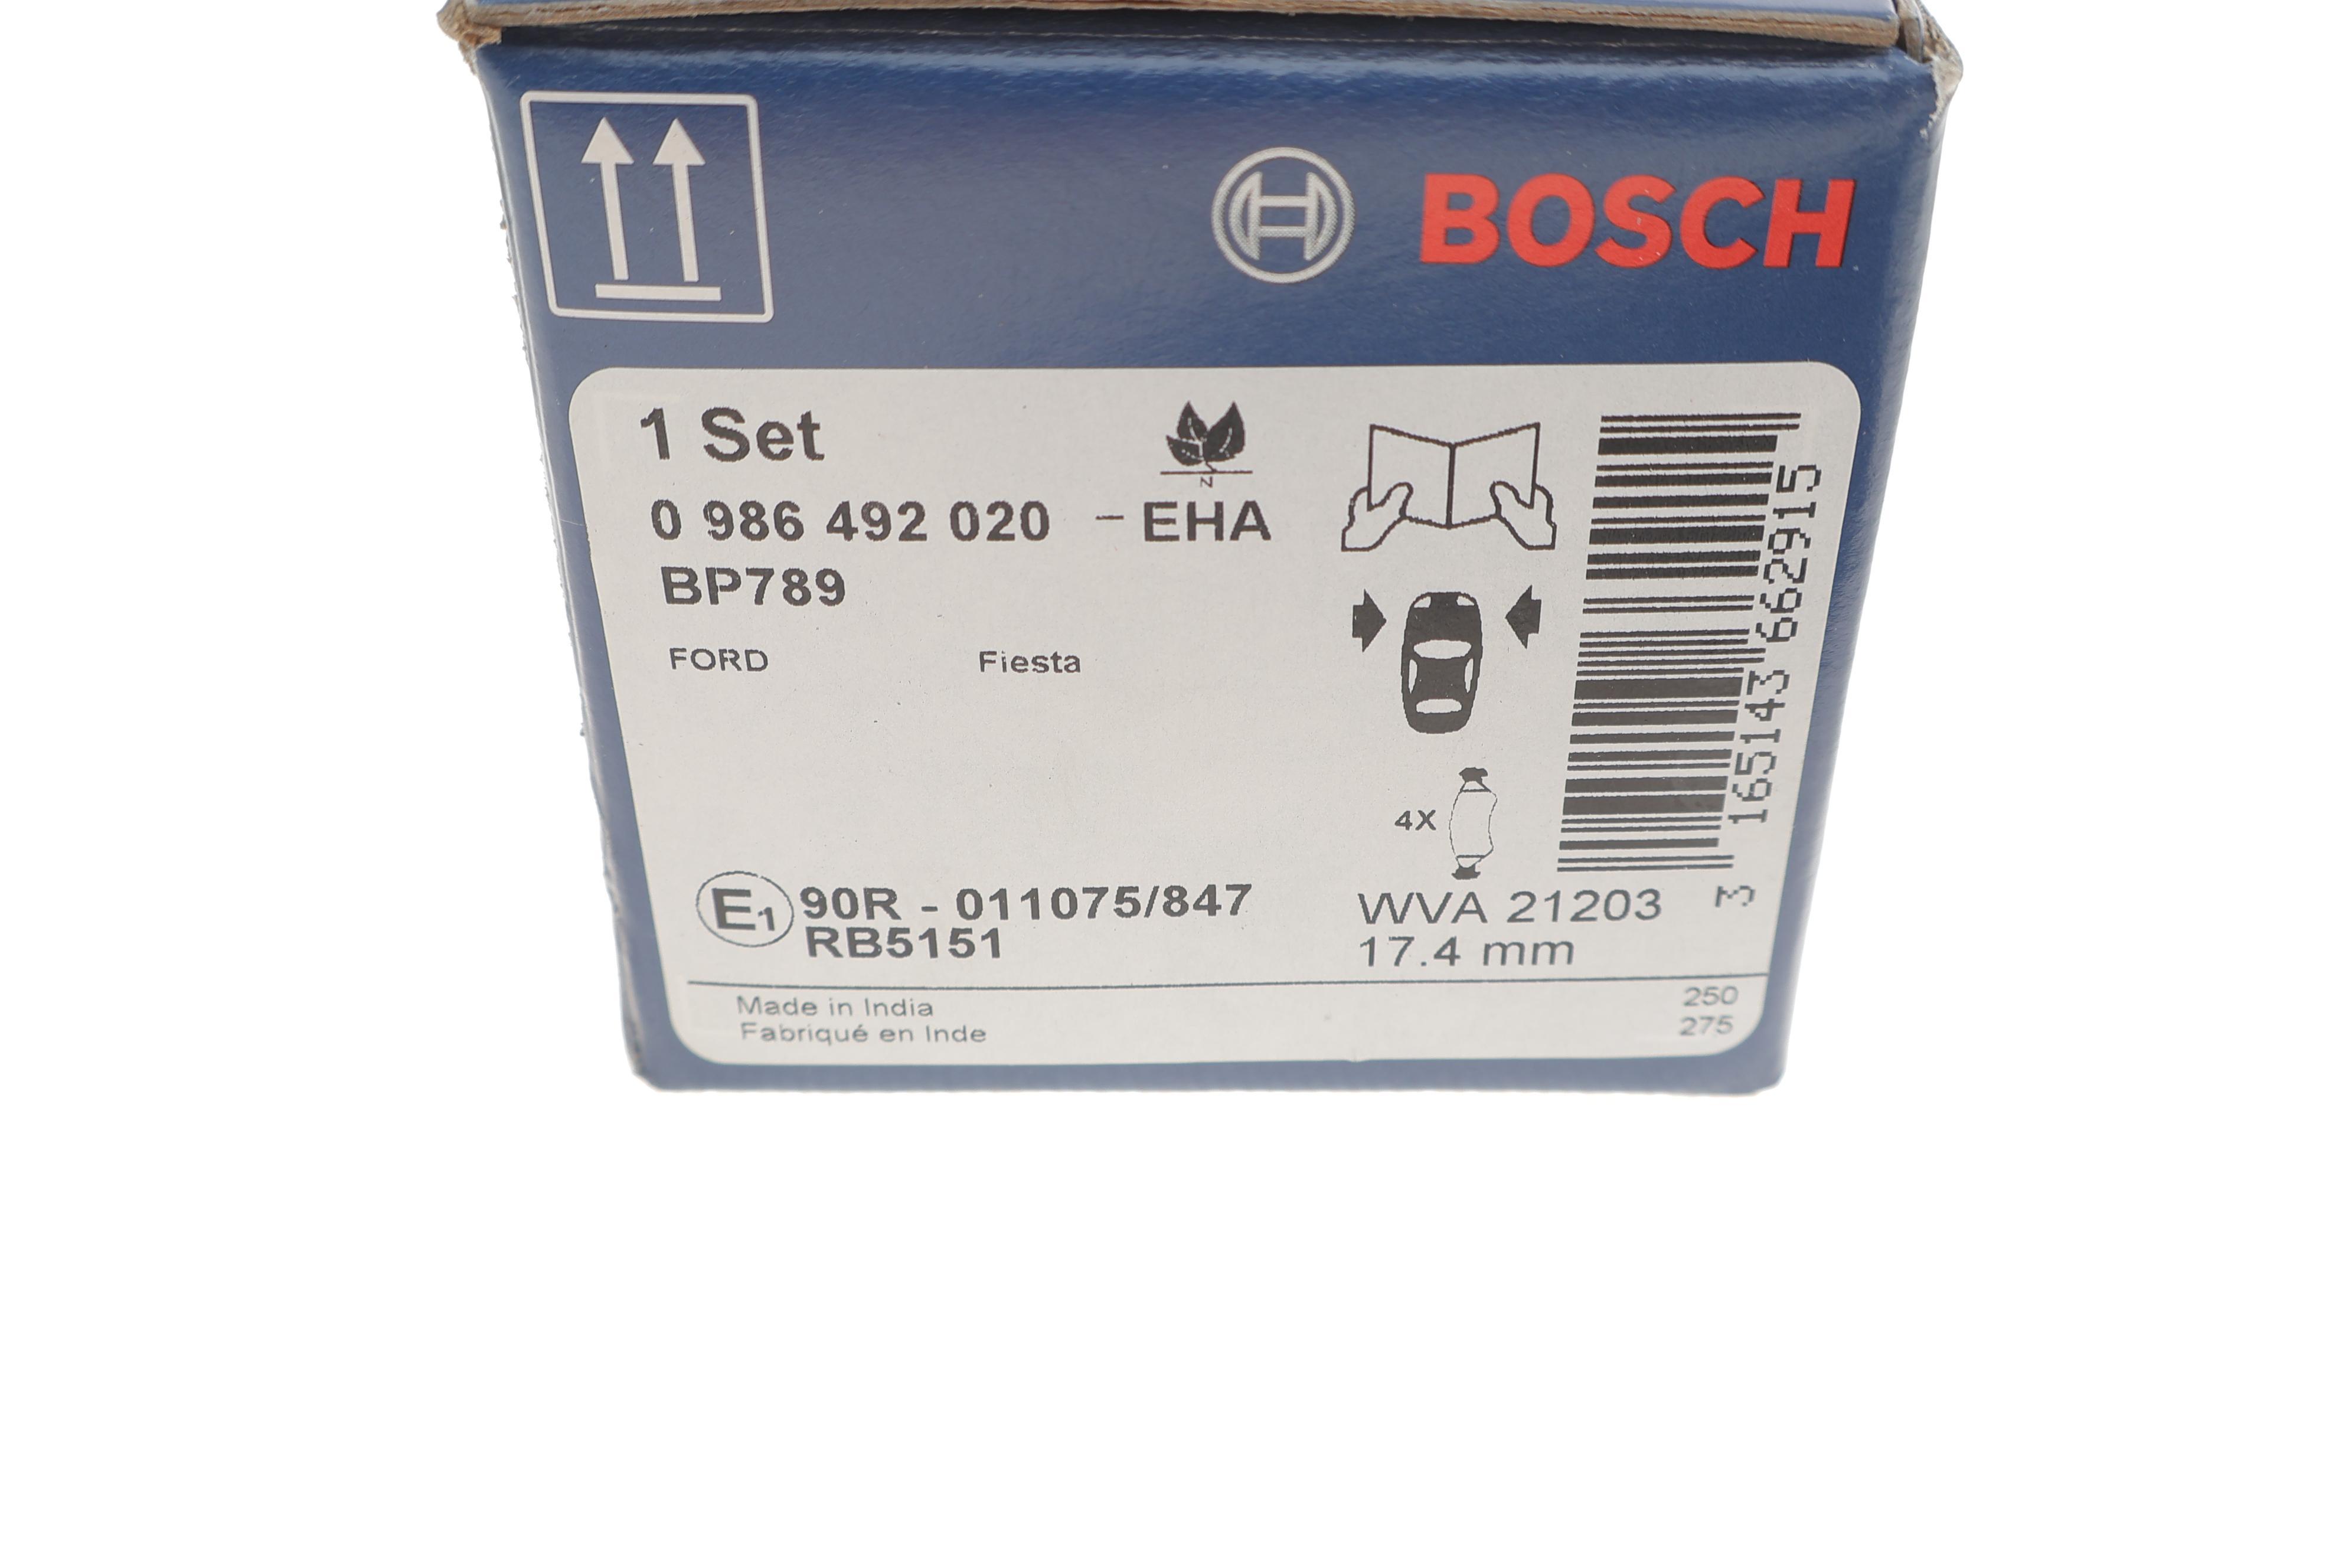 BOSCH
1 Set
0 986 492 020 - EHA
N
BP789
FORD Fiesta
4X
E1 90R - 011075/847
RB5151
WVA 21203
17.4 mm
3 165143 662915
Made in India
Fabriqué en Inde
250
275